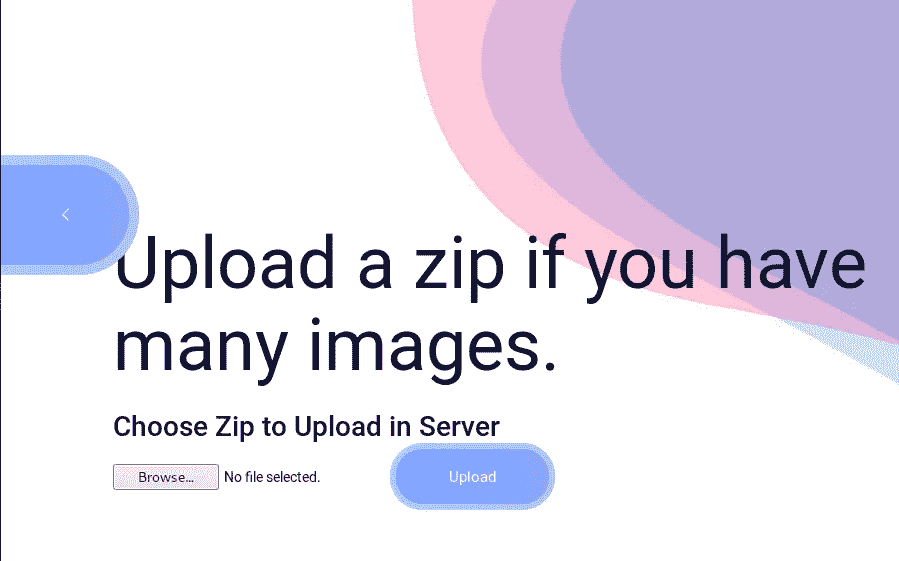 Upload a zip if you have
many images.
Choose Zip to Upload in Server
Browse... No file selected. Upload